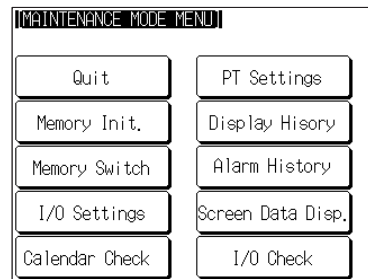 [MAINTENANCE MODE MENU]
Quit
PT Settings
Memory Init.
Display Hisory
Memory Switch
Alarm History
I/O Settings
Screen Data Disp.
Calendar Check
I/O Check